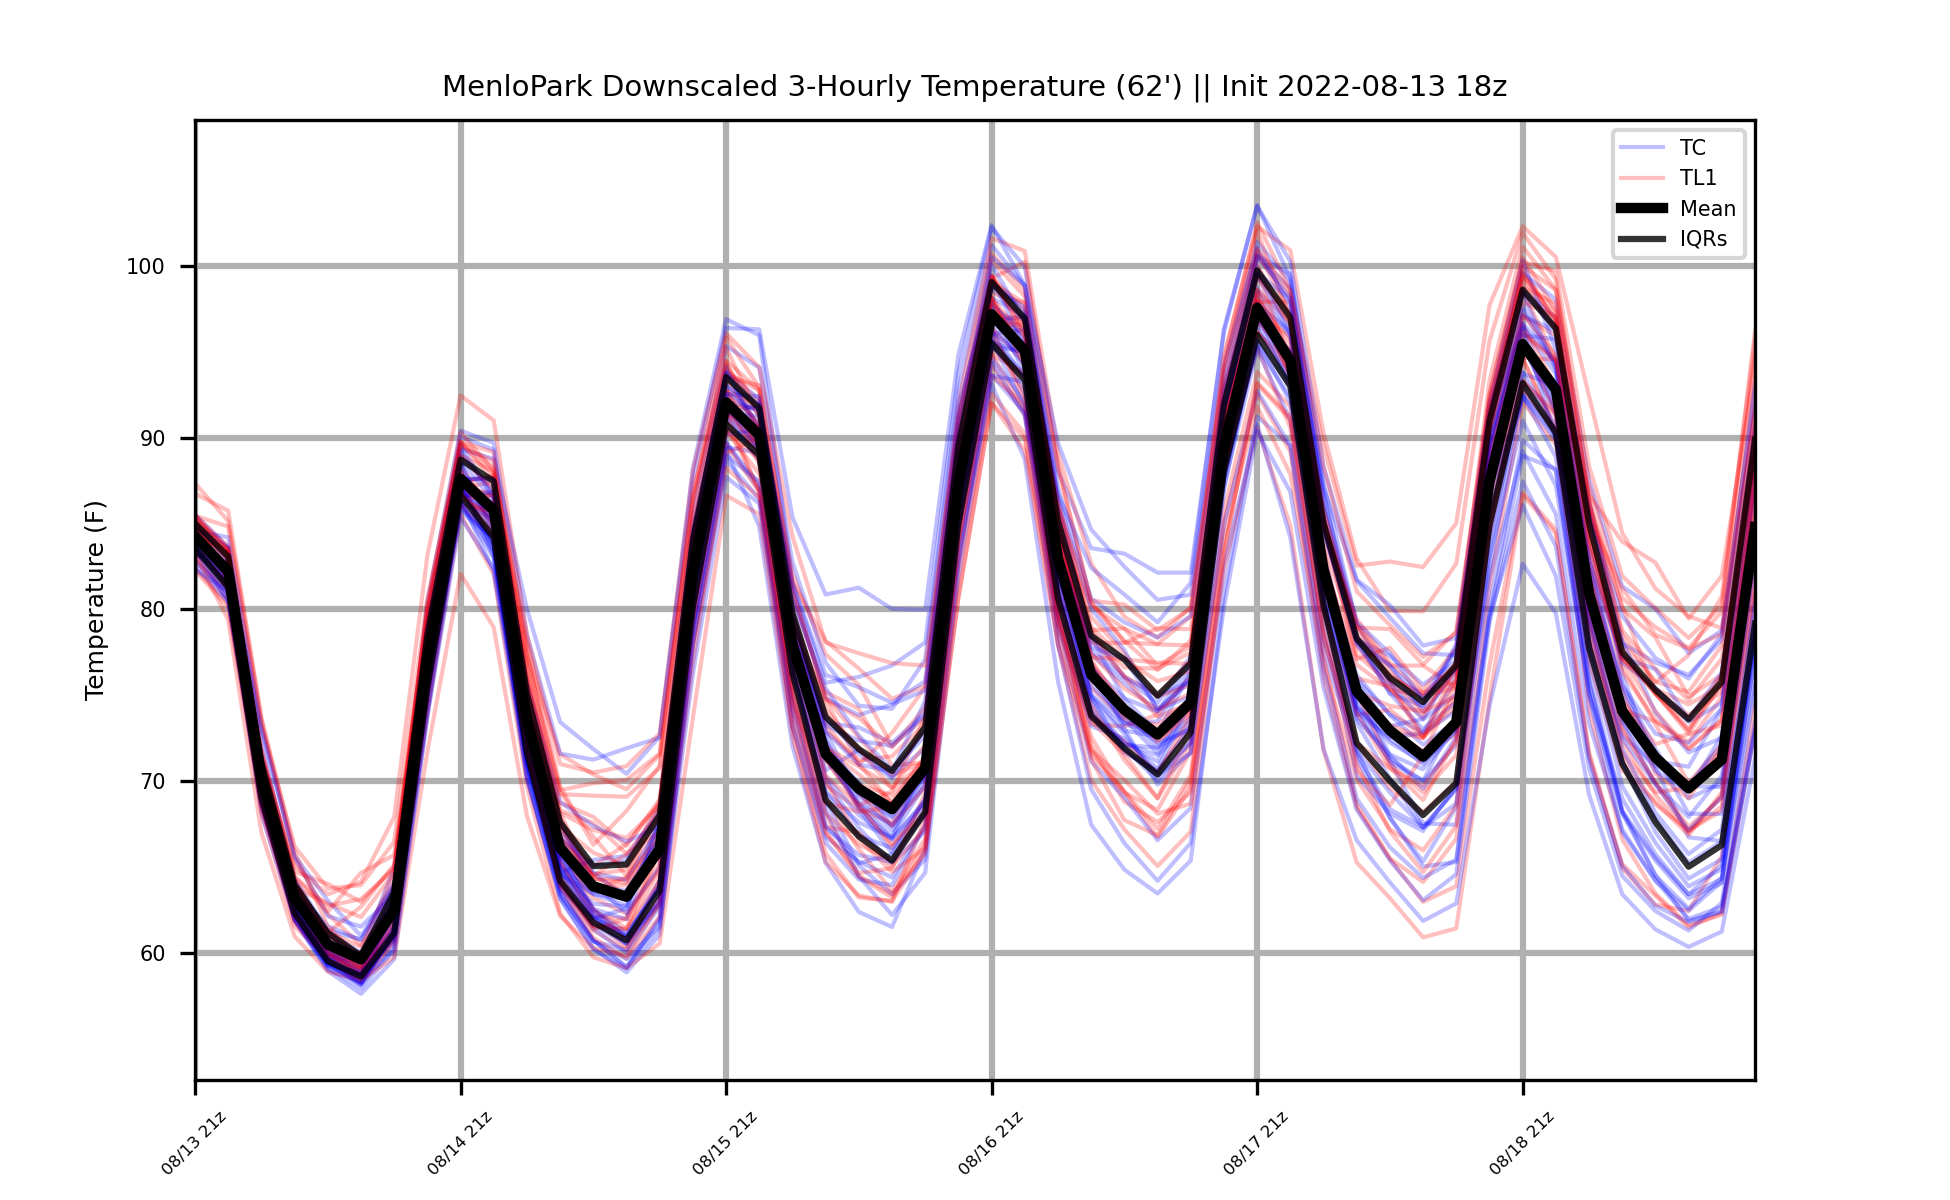 MenloPark Downscaled 3-Hourly Temperature (62') || Init 2022-08-13 18z
TC
TL1
Mean
IQRs
Temperature (F)
100
90
80
70
60
08/13 21z
08/14 21z
08/15 21z
08/16 21z
08/17 21z
08/18 21z